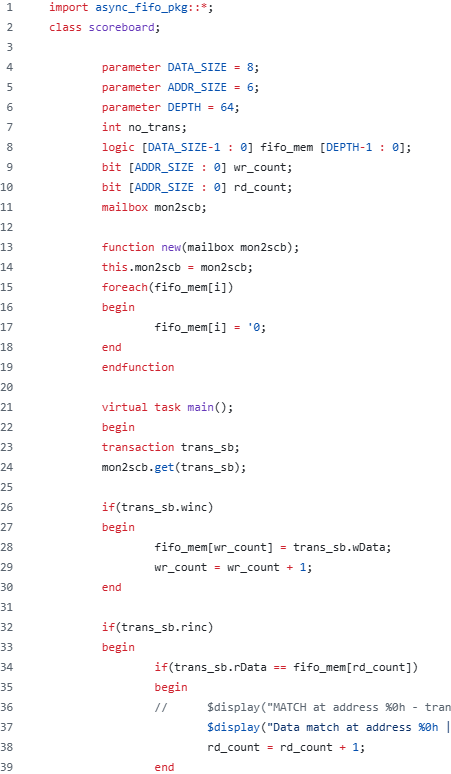 1 import async_fifo_pkg::*;
2 class scoreboard;
3
4 parameter DATA_SIZE = 8;
5 parameter ADDR_SIZE = 6;
6 parameter DEPTH = 64;
7 int no_trans;
8 logic [DATA_SIZE-1 : 0] fifo_mem [DEPTH-1 : 0];
9 bit [ADDR_SIZE : 0] wr_count;
10 bit [ADDR_SIZE : 0] rd_count;
11 mailbox mon2scb;
12
13 function new(mailbox mon2scb);
14 this.mon2scb = mon2scb;
15 foreach(fifo_mem[i])
16 begin
17 fifo_mem[i] = '0;
18 end
19 endfunction
20
21 virtual task main();
22 begin
23 transaction trans_sb;
24 mon2scb.get(trans_sb);
25
26 if(trans_sb.winc)
27 begin
28 fifo_mem[wr_count] = trans_sb.wData;
29 wr_count = wr_count + 1;
30 end
31
32 if(trans_sb.rinc)
33 begin
34 if(trans_sb.rData == fifo_mem[rd_count])
35 begin
36 // $display("MATCH at address %0h - tran
37 $display("Data match at address %0h |
38 rd_count = rd_count + 1;
39 end